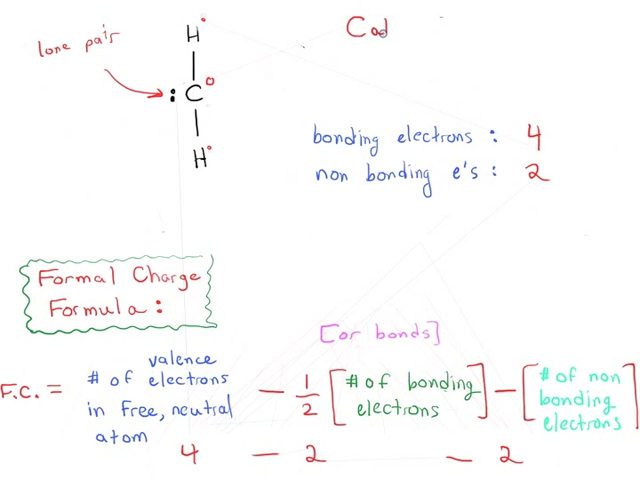 lone pair
H°
Cad
: C°
H°
bonding electrons : 4
non bonding e's : 2
Formal Charge
Formula :
[or bonds]
F.C. = # of valence electrons in free, neutral atom — 1/2 [# of bonding electrons] — [# of non bonding electrons]
4 — 2 — 2